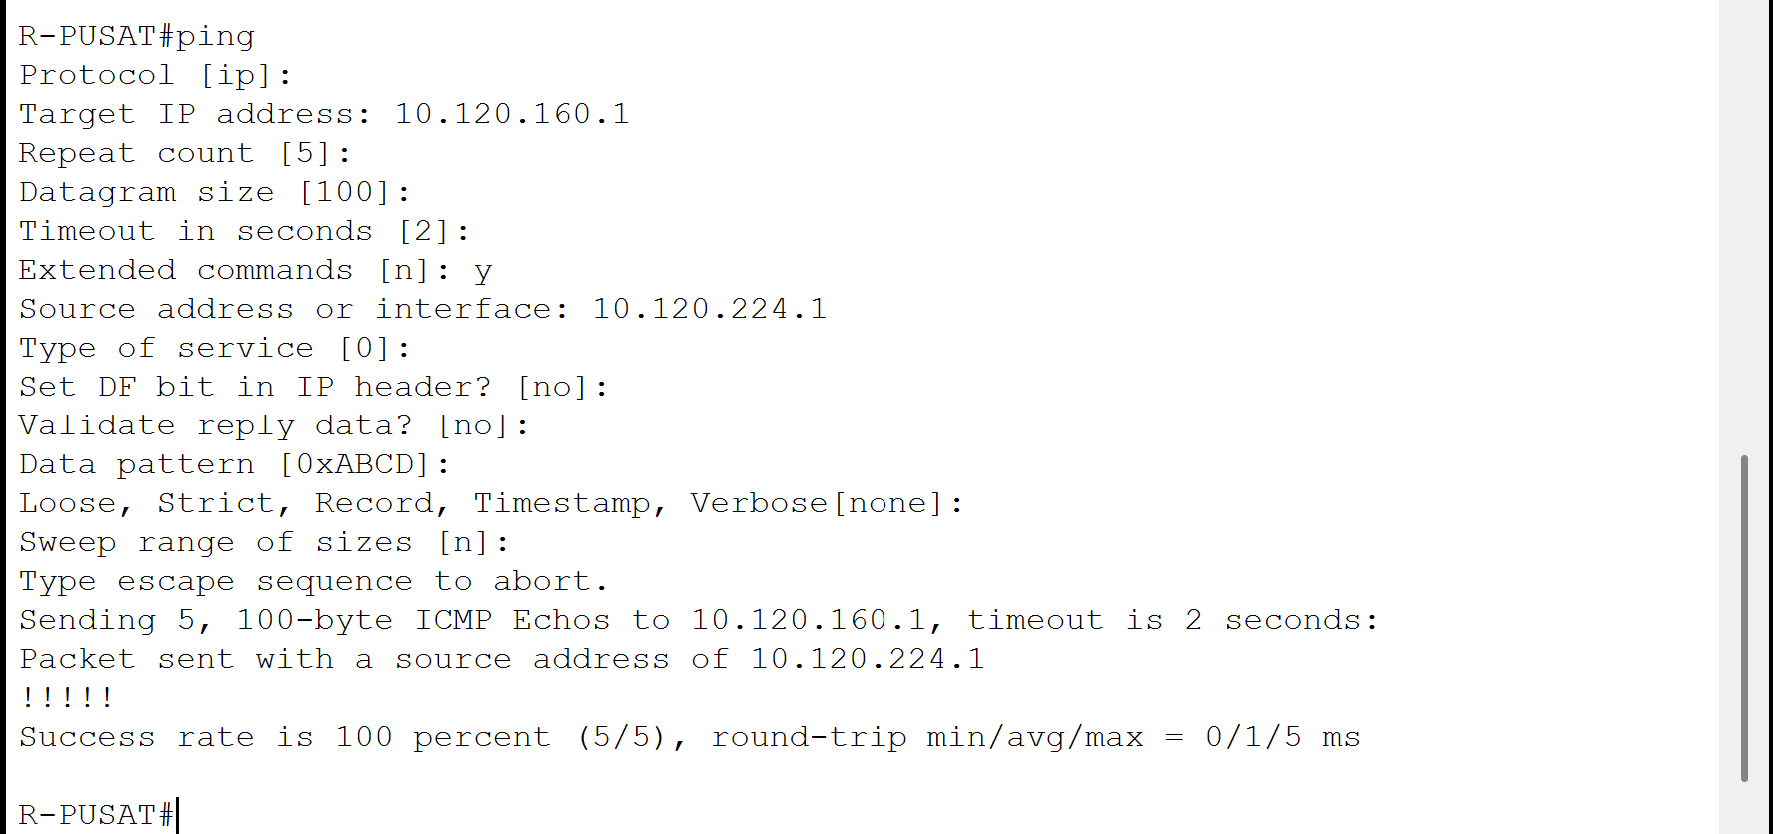 R-PUSAT#ping
Protocol [ip]:
Target IP address: 10.120.160.1
Repeat count [5]:
Datagram size [100]:
Timeout in seconds [2]:
Extended commands [n]: y
Source address or interface: 10.120.224.1
Type of service [0]:
Set DF bit in IP header? [no]:
Validate reply data? [no]:
Data pattern [0xABCD]:
Loose, Strict, Record, Timestamp, Verbose[none]:
Sweep range of sizes [n]:
Type escape sequence to abort.
Sending 5, 100-byte ICMP Echos to 10.120.160.1, timeout is 2 seconds:
Packet sent with a source address of 10.120.224.1
!!!!!
Success rate is 100 percent (5/5), round-trip min/avg/max = 0/1/5 ms
R-PUSAT#